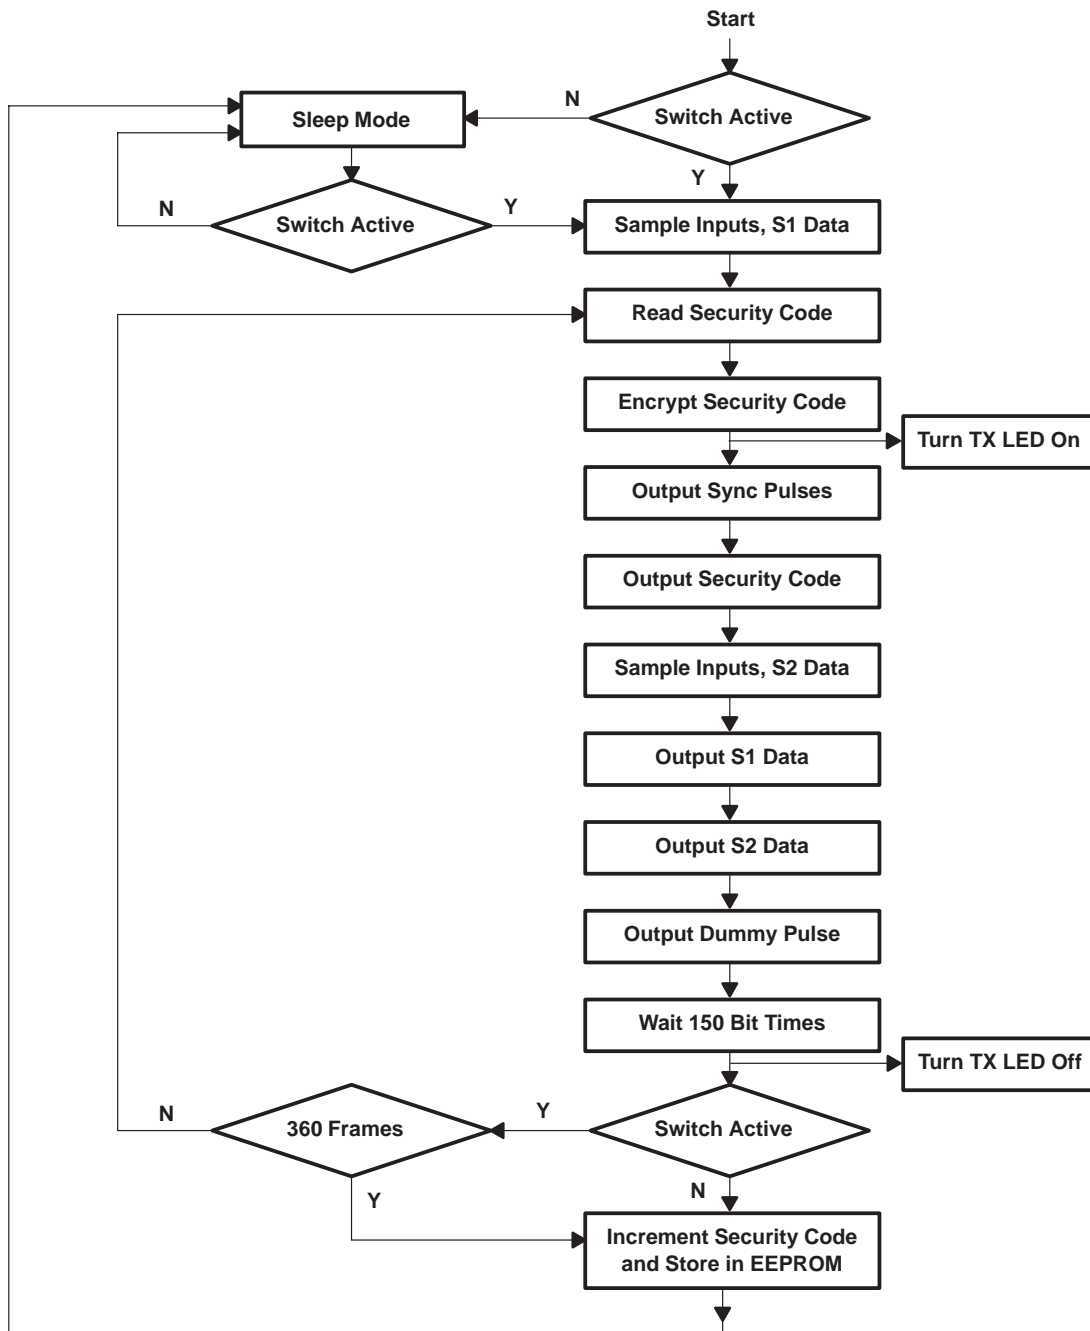 Start
N
Sleep Mode
Switch Active
Y
N
Switch Active
Y
Sample Inputs, S1 Data
Read Security Code
Encrypt Security Code
Turn TX LED On
Output Sync Pulses
Output Security Code
Sample Inputs, S2 Data
Output S1 Data
Output S2 Data
Output Dummy Pulse
Wait 150 Bit Times
Turn TX LED Off
N
360 Frames
Y
Switch Active
Y
N
Increment Security Code
and Store in EEPROM